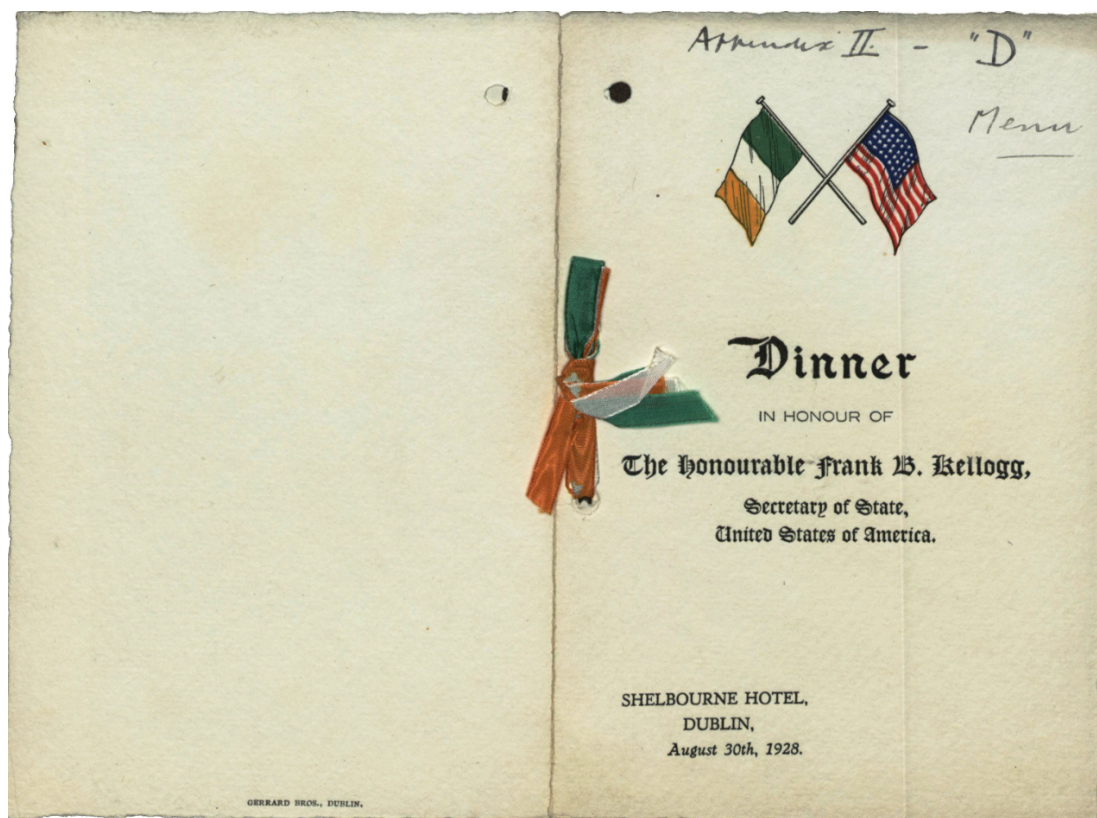 Appendix II. - "D"
Menu
Dinner
IN HONOUR OF
The Honourable Frank B. Kellogg,
Secretary of State,
United States of America.
SHELBOURNE HOTEL,
DUBLIN,
August 30th, 1928.
GERRARD BROS., DUBLIN.